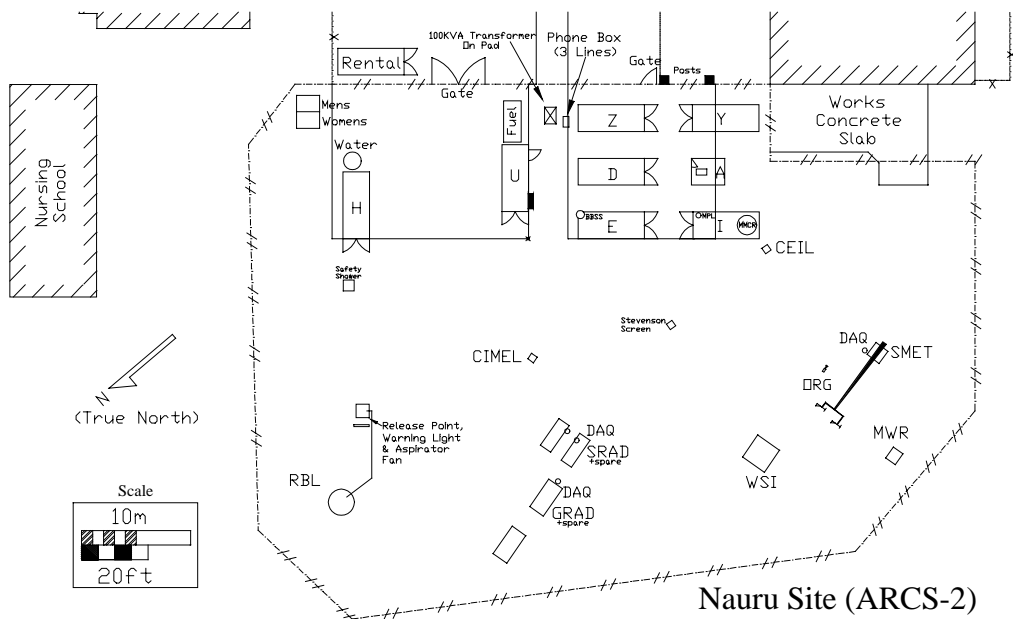 100KVA Transformer
On Pad
Phone Box
(3 Lines)
Rental
Gate
Gate
Posts
Mens
Womens
Water
Fuel
Works
Concrete
Slab
Z
Y
Nursing
School
H
U
D
A
BBSS
E
MPL
I
MMCR
CEIL
Safety
Shower
Stevenson
Screen
CIMEL
DAQ
SMET
ORG
N
(True North)
Release Point,
Warning Light
& Aspirator
Fan
DAQ
SRAD
+spare
MWR
RBL
WSI
DAQ
GRAD
+spare
Scale
10m
20ft
Nauru Site (ARCS-2)